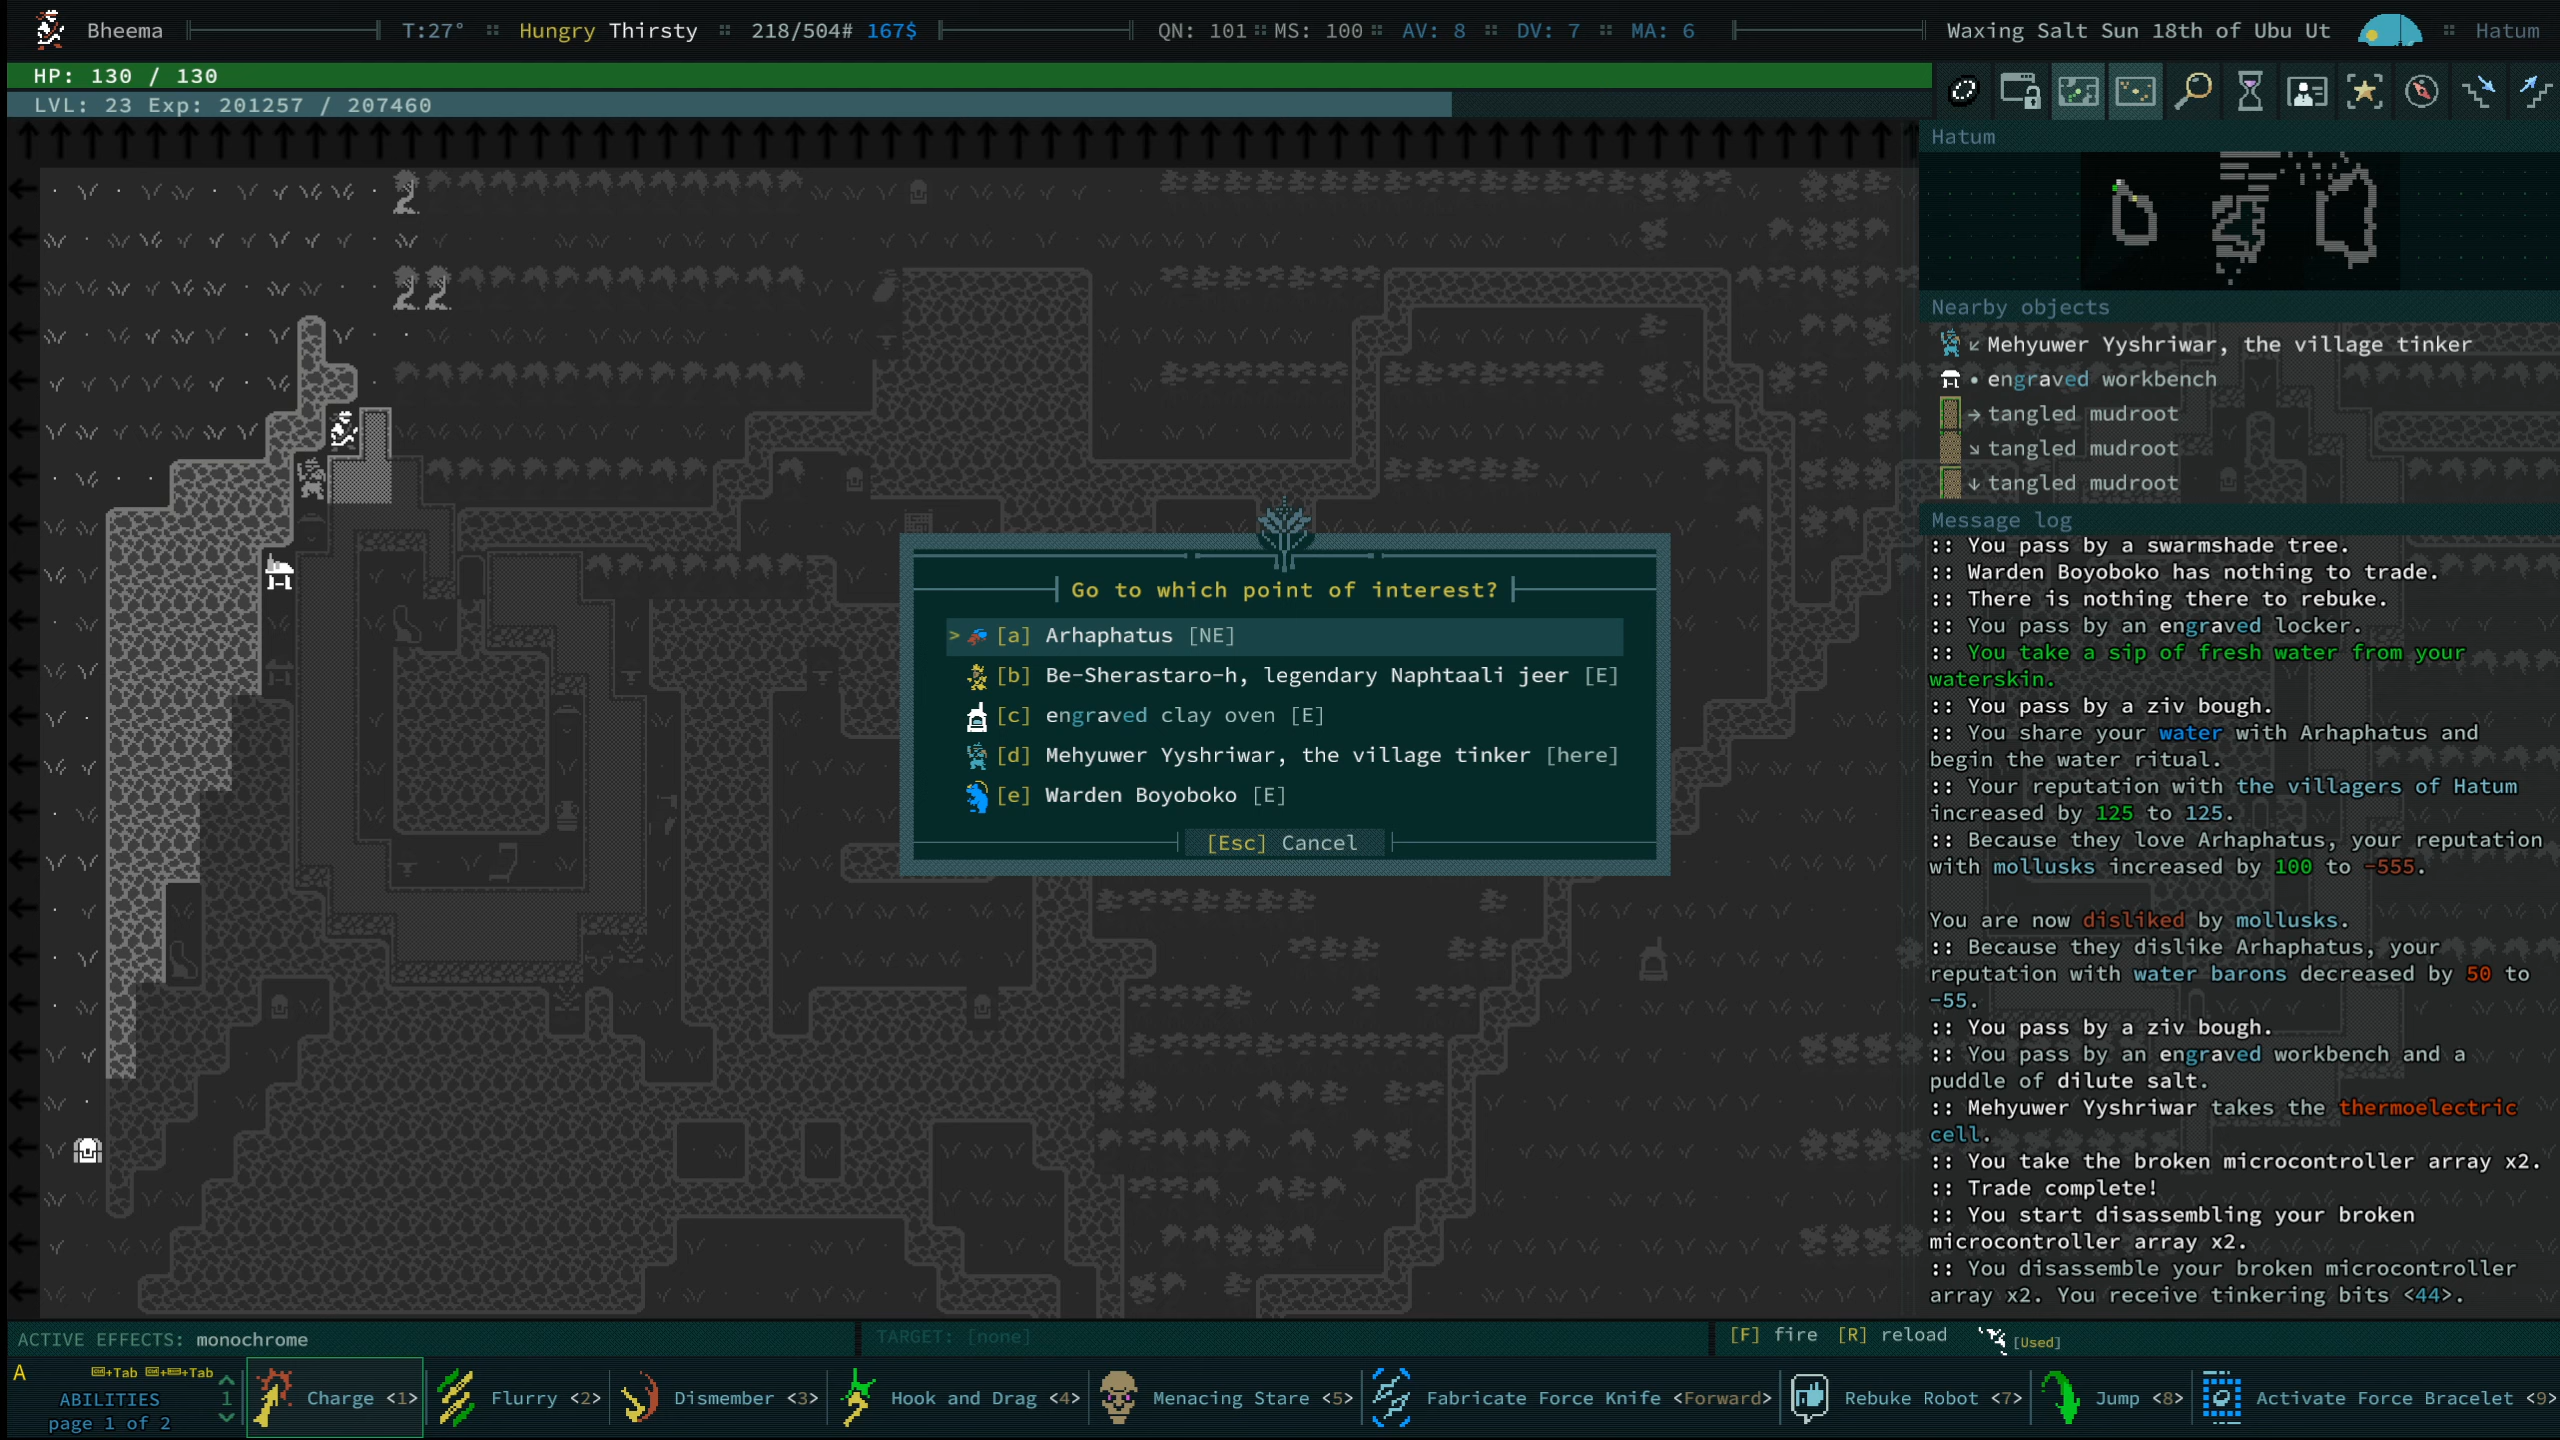 Bheema T:27° :: Hungry Thirsty :: 218/504# 167$ QN: 101 :: MS: 100 :: AV: 8 :: DV: 7 :: MA: 6 Waxing Salt Sun 18th of Ubu Ut :: Hatum
HP: 130 / 130
LVL: 23 Exp: 201257 / 207460
Hatum
Nearby objects
Mehyuwer Yyshriwar, the village tinker
engraved workbench
tangled mudroot
tangled mudroot
tangled mudroot
Go to which point of interest?
> [a] Arhaphatus [NE]
[b] Be-Sherastaro-h, legendary Naphtaali jeer [E]
[c] engraved clay oven [E]
[d] Mehyuwer Yyshriwar, the village tinker [here]
[e] Warden Boyoboko [E]
[Esc] Cancel
Message log
:: You pass by a swarmshade tree.
:: Warden Boyoboko has nothing to trade.
:: There is nothing there to rebuke.
:: You pass by an engraved locker.
:: You take a sip of fresh water from your
waterskin.
:: You pass by a ziv bough.
:: You share your water with Arhaphatus and
begin the water ritual.
:: Your reputation with the villagers of Hatum
increased by 125 to 125.
:: Because they love Arhaphatus, your reputation
with mollusks increased by 100 to -555.
You are now disliked by mollusks.
:: Because they dislike Arhaphatus, your
reputation with water barons decreased by 50 to
-55.
:: You pass by a ziv bough.
:: You pass by an engraved workbench and a
puddle of dilute salt.
:: Mehyuwer Yyshriwar takes the thermoelectric
cell.
:: You take the broken microcontroller array x2.
:: Trade complete!
:: You start disassembling your broken
microcontroller array x2.
:: You disassemble your broken microcontroller
array x2. You receive tinkering bits <44>.
ACTIVE EFFECTS: monochrome TARGET: [none] [F] fire [R] reload [Used]
A +Tab +Tab
ABILITIES 1
page 1 of 2
Charge <1> Flurry <2> Dismember <3> Hook and Drag <4> Menacing Stare <5> Fabricate Force Knife <Forward> Rebuke Robot <7> Jump <8> Activate Force Bracelet <9>